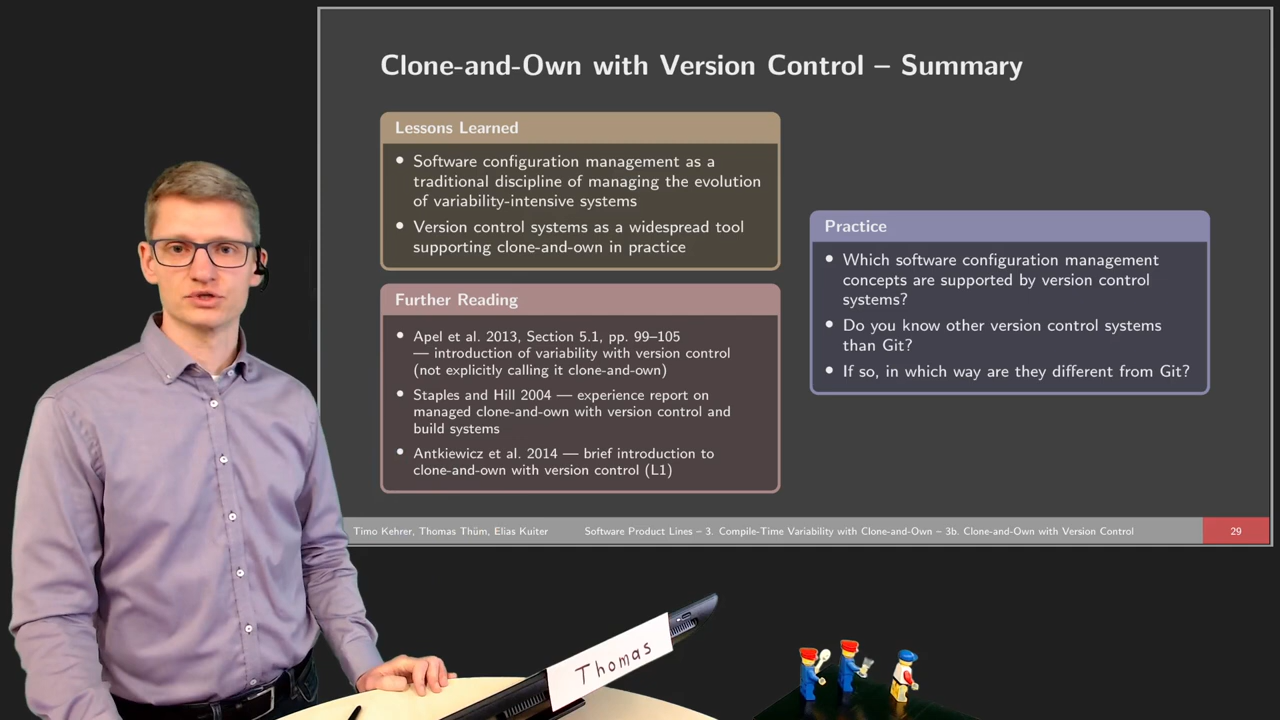 Clone-and-Own with Version Control – Summary
Lessons Learned
• Software configuration management as a
traditional discipline of managing the evolution
of variability-intensive systems
• Version control systems as a widespread tool
supporting clone-and-own in practice
Further Reading
• Apel et al. 2013, Section 5.1, pp. 99–105
— introduction of variability with version control
(not explicitly calling it clone-and-own)
• Staples and Hill 2004 — experience report on
managed clone-and-own with version control and
build systems
• Antkiewicz et al. 2014 — brief introduction to
clone-and-own with version control (L1)
Practice
• Which software configuration management
concepts are supported by version control
systems?
• Do you know other version control systems
than Git?
• If so, in which way are they different from Git?
Timo Kehrer, Thomas Thüm, Elias Kuiter
Software Product Lines – 3. Compile-Time Variability with Clone-and-Own – 3b. Clone-and-Own with Version Control
29
Thomas